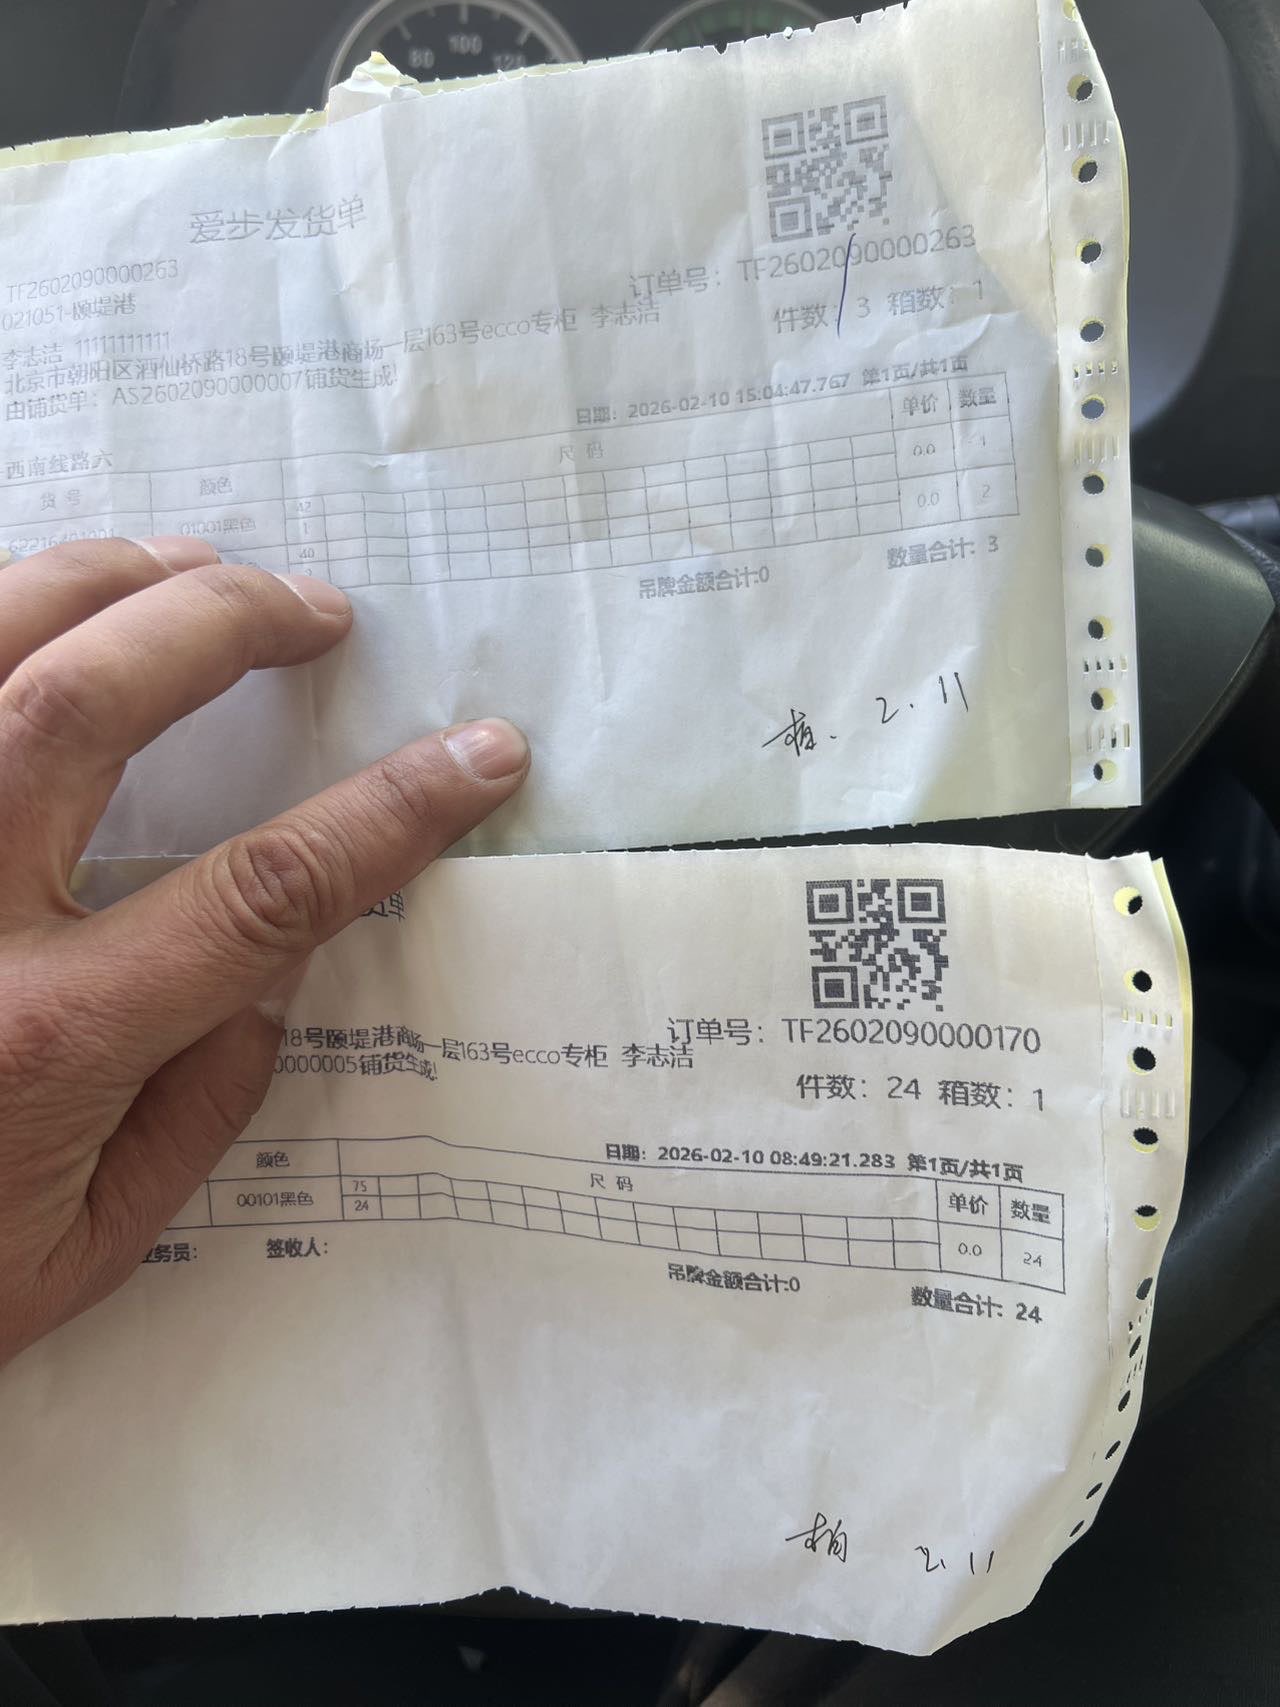 80 100 120
爱步发货单
TF2602090000263
订单号: TF2602090000263
021051-颐堤港
件数: 3 箱数: 1
李志洁 11111111111
北京市朝阳区酒仙桥路18号颐堤港商场一层163号ecco专柜 李志洁
由铺货单: AS2602090000007铺货生成!
日期: 2026-02-10 15:04:47.767 第1页/共1页
-西南线路六
货号 颜色 尺码 单价 数量
01001黑色 42 0.0 1
1
40 0.0 2
吊牌金额合计:0 数量合计: 3
2.11
货单
订单号: TF2602090000170
18号颐堤港商场一层163号ecco专柜 李志洁
0000005铺货生成!
件数: 24 箱数: 1
日期: 2026-02-10 08:49:21.283 第1页/共1页
颜色 尺码 单价 数量
00101黑色 75 0.0 24
24
业务员: 签收人:
吊牌金额合计:0 数量合计: 24
2.11